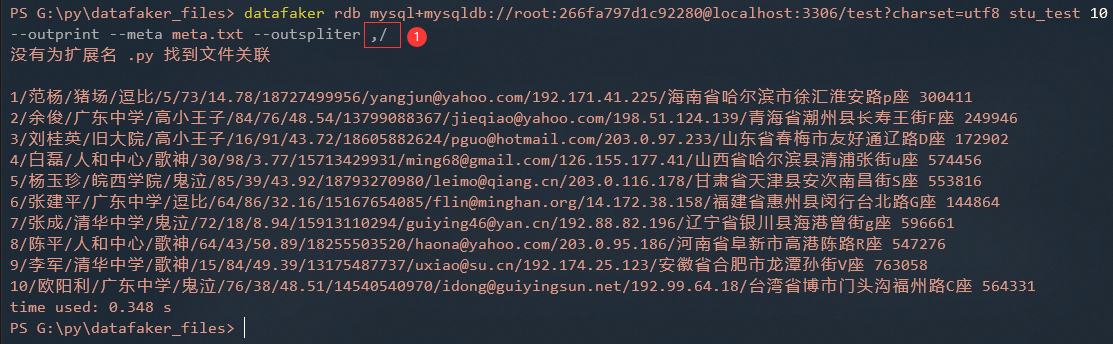 PS G:\py\datafaker_files> datafaker rdb mysql+mysqldb://root:266fa797d1c92280@localhost:3306/test?charset=utf8 stu_test 10
--outprint --meta meta.txt --outspliter ,/ 1
没有为扩展名 .py 找到文件关联
1/范杨/猪场/逗比/5/73/14.78/18727499956/yangjun@yahoo.com/192.171.41.225/海南省哈尔滨市徐汇淮安路p座 300411
2/余俊/广东中学/高小王子/84/76/48.54/13799088367/jieqiao@yahoo.com/198.51.124.139/青海省潮州县长寿王街F座 249946
3/刘桂英/旧大院/高小王子/16/91/43.72/18605882624/pguo@hotmail.com/203.0.97.233/山东省春梅市友好通辽路D座 172902
4/白磊/人和中心/歌神/30/98/3.77/15713429931/ming68@gmail.com/126.155.177.41/山西省哈尔滨县清浦张街u座 574456
5/杨玉珍/皖西学院/鬼泣/85/39/43.92/18793270980/leimo@qiang.cn/203.0.116.178/甘肃省天津县安次南昌街S座 553816
6/张建平/广东中学/逗比/64/86/32.16/15167654085/flin@minghan.org/14.172.38.158/福建省惠州县闵行台北路G座 144864
7/张成/清华中学/鬼泣/72/18/8.94/15913110294/guiying46@yan.cn/192.88.82.196/辽宁省银川县海港曾街g座 596661
8/陈平/人和中心/歌神/64/43/50.89/18255503520/haona@yahoo.com/203.0.95.186/河南省阜新市高港陈路R座 547276
9/李军/清华中学/歌神/15/84/49.39/13175487737/uxiao@su.cn/192.174.25.123/安徽省合肥市龙潭孙街V座 763058
10/欧阳利/广东中学/鬼泣/76/38/48.51/14540540970/idong@guiyingsun.net/192.99.64.18/台湾省博市门头沟福州路C座 564331
time used: 0.348 s
PS G:\py\datafaker_files>